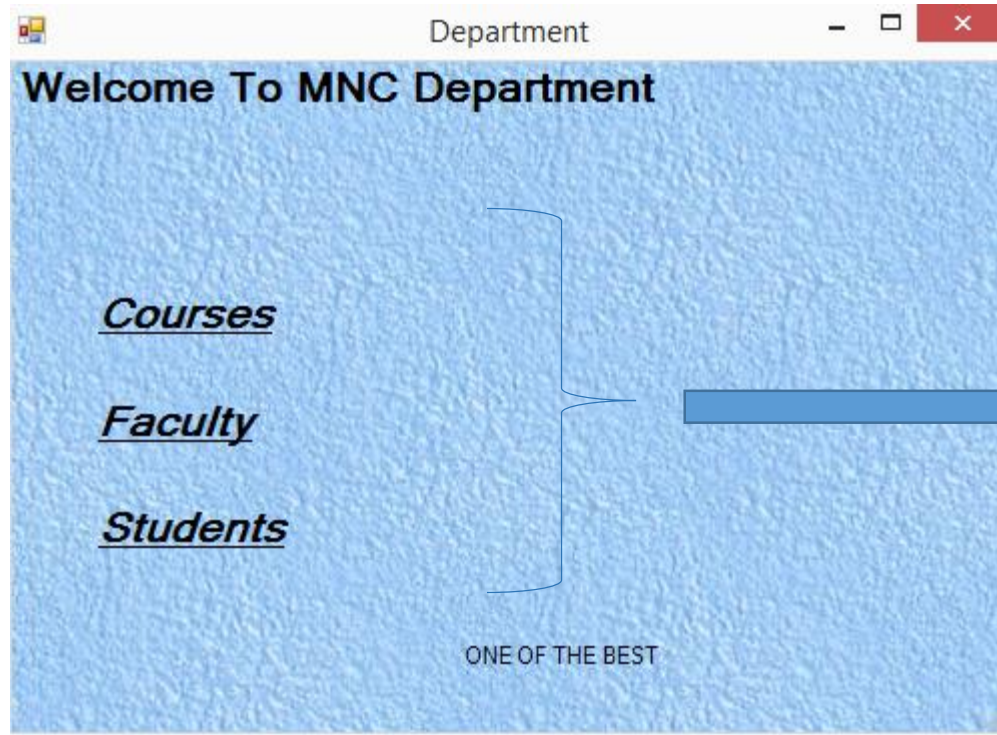 Department
Welcome To MNC Department
Courses
Faculty
Students
ONE OF THE BEST